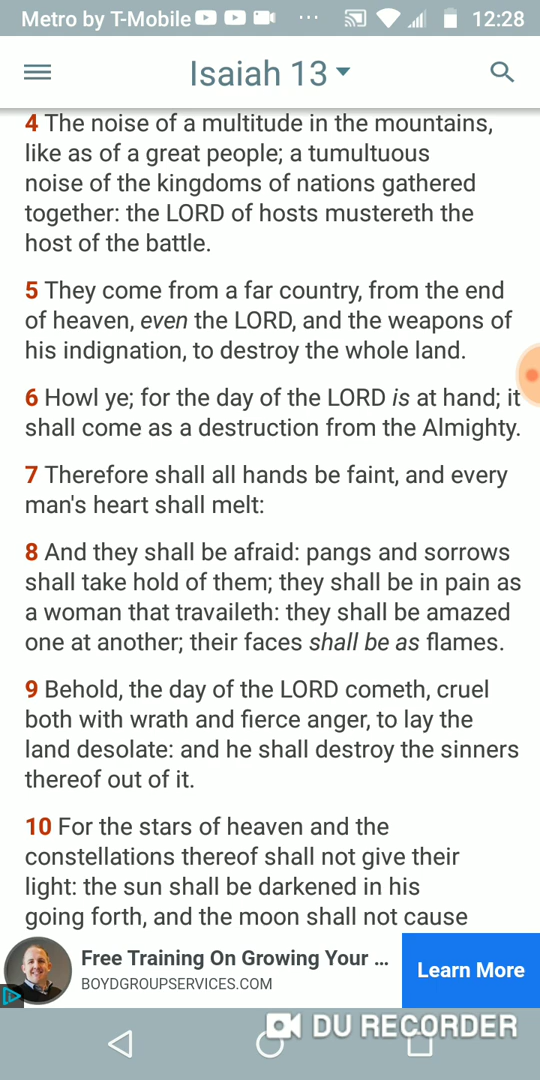 Metro by T-Mobile 12:28
Isaiah 13
4 The noise of a multitude in the mountains,
like as of a great people; a tumultuous
noise of the kingdoms of nations gathered
together: the LORD of hosts mustereth the
host of the battle.
5 They come from a far country, from the end
of heaven, even the LORD, and the weapons of
his indignation, to destroy the whole land.
6 Howl ye; for the day of the LORD is at hand; it
shall come as a destruction from the Almighty.
7 Therefore shall all hands be faint, and every
man's heart shall melt:
8 And they shall be afraid: pangs and sorrows
shall take hold of them; they shall be in pain as
a woman that travaileth: they shall be amazed
one at another; their faces shall be as flames.
9 Behold, the day of the LORD cometh, cruel
both with wrath and fierce anger, to lay the
land desolate: and he shall destroy the sinners
thereof out of it.
10 For the stars of heaven and the
constellations thereof shall not give their
light: the sun shall be darkened in his
going forth, and the moon shall not cause
Free Training On Growing Your ...
BOYDGROUPSERVICES.COM
Learn More
DU RECORDER